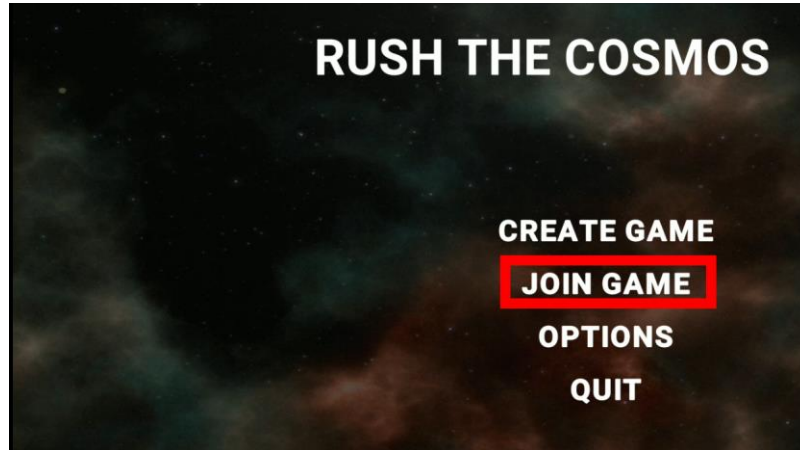 RUSH THE COSMOS
CREATE GAME
JOIN GAME
OPTIONS
QUIT